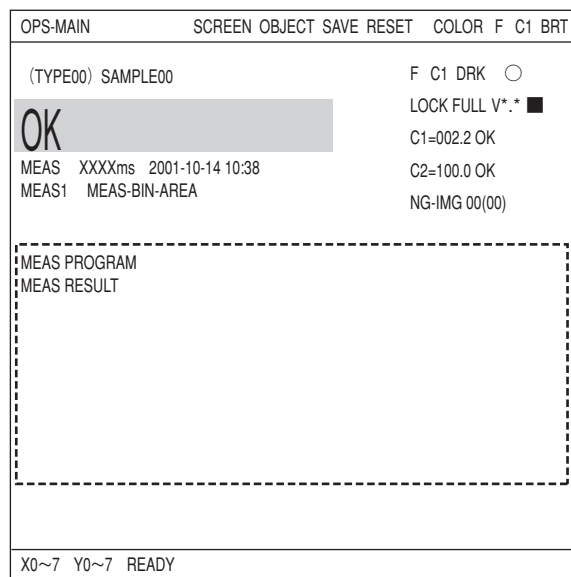 OPS-MAIN SCREEN OBJECT SAVE RESET COLOR F C1 BRT
(TYPE00) SAMPLE00
F C1 DRK ○
LOCK FULL V*.* ■
OK
C1=002.2 OK
MEAS XXXXms 2001-10-14 10:38
C2=100.0 OK
MEAS1 MEAS-BIN-AREA
NG-IMG 00(00)
MEAS PROGRAM
MEAS RESULT
X0~7 Y0~7 READY